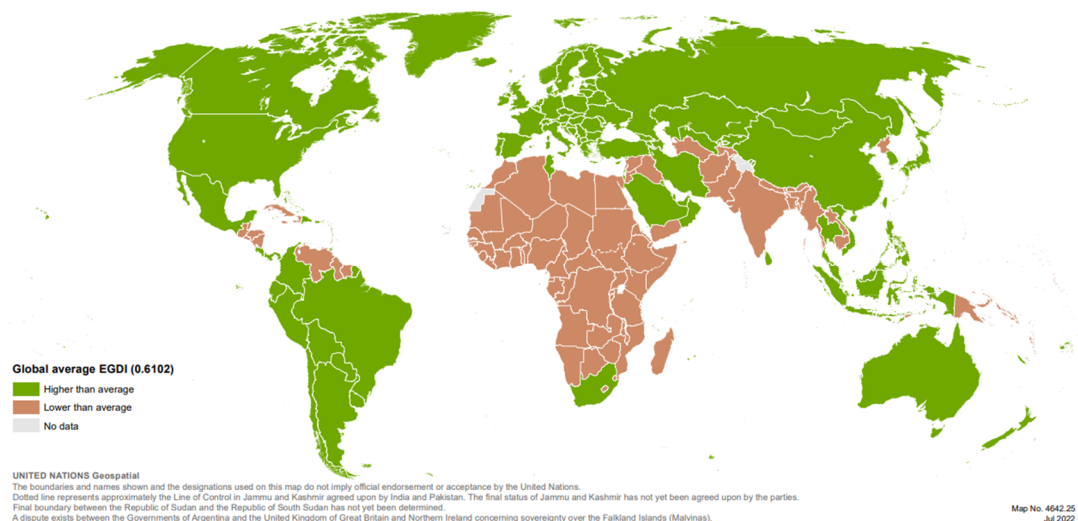 Global average EGDI (0.6102)
Higher than average
Lower than average
No data
UNITED NATIONS Geospatial
The boundaries and names shown and the designations used on this map do not imply official endorsement or acceptance by the United Nations.
Dotted line represents approximately the Line of Control in Jammu and Kashmir agreed upon by India and Pakistan. The final status of Jammu and Kashmir has not yet been agreed upon by the parties.
Final boundary between the Republic of Sudan and the Republic of South Sudan has not yet been determined.
A dispute exists between the Governments of Argentina and the United Kingdom of Great Britain and Northern Ireland concerning sovereignty over the Falkland Islands (Malvinas).
Map No. 4642.25
Jul 2022